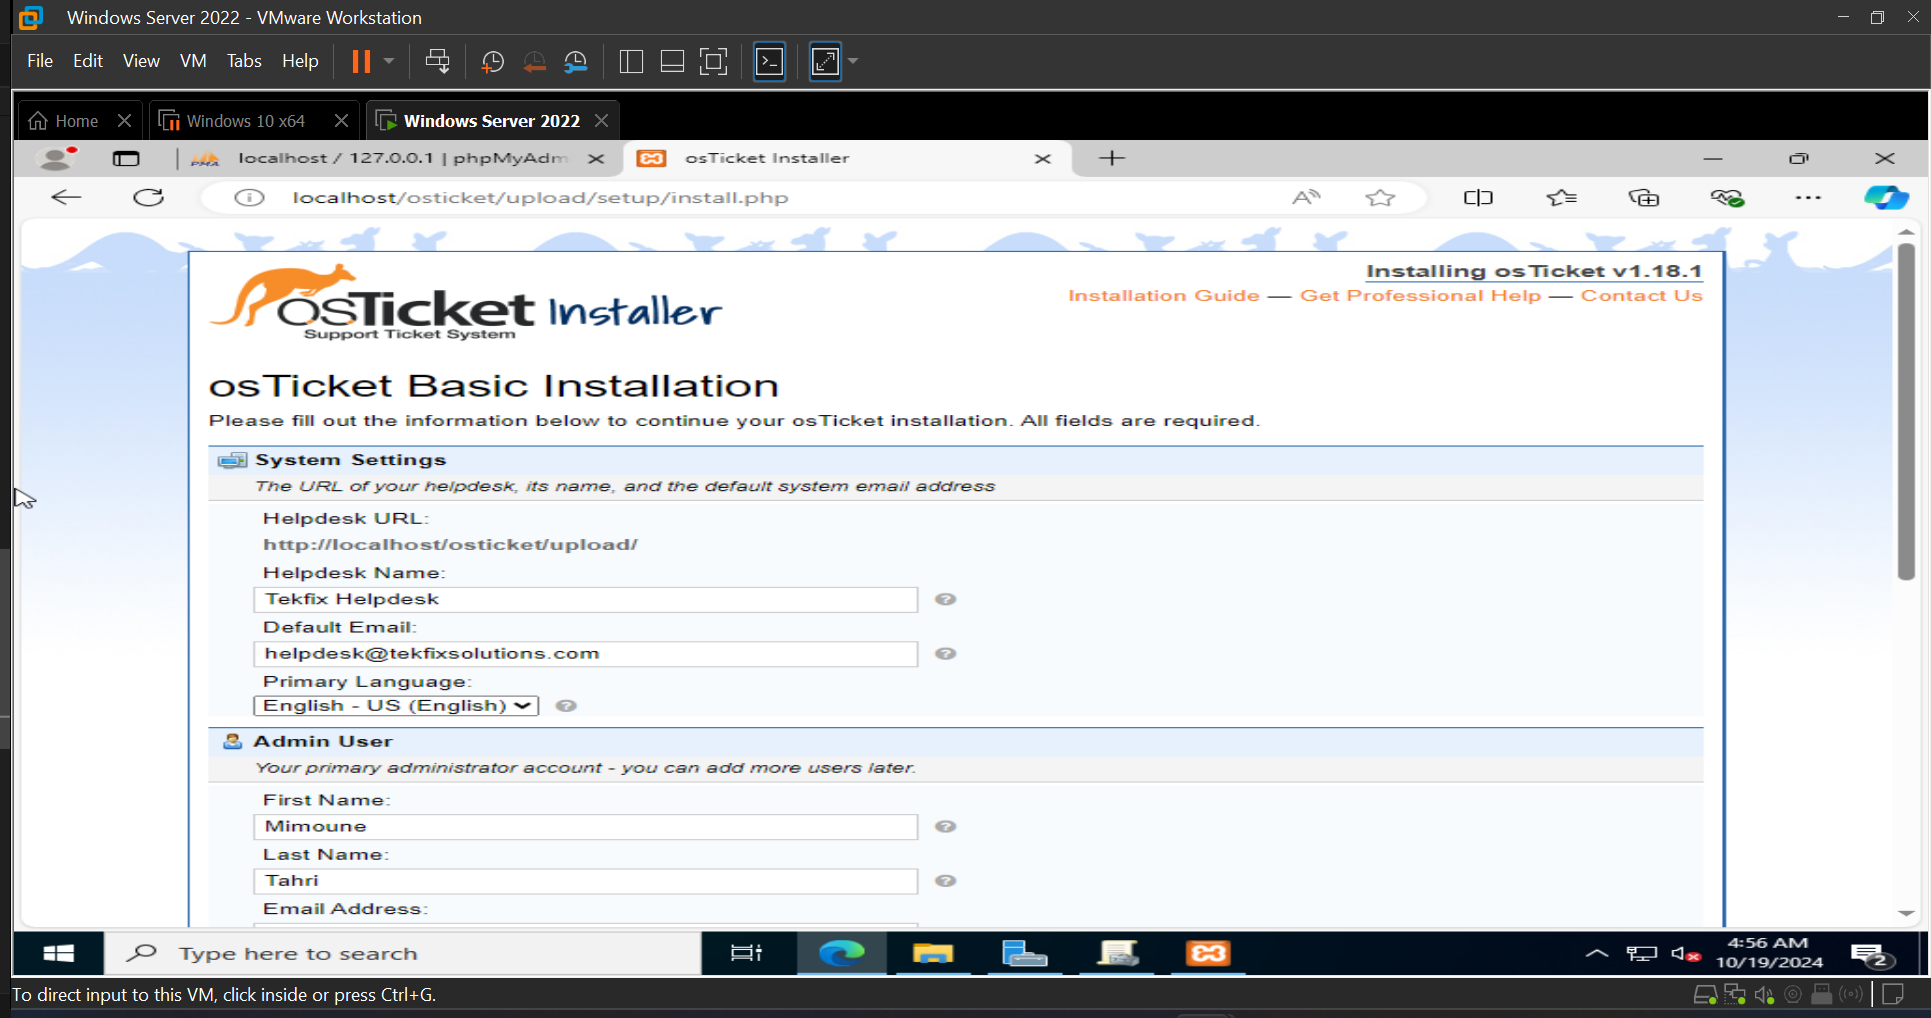 Windows Server 2022 - VMware Workstation
File Edit View VM Tabs Help
Home Windows 10 x64 Windows Server 2022
PMA localhost / 127.0.0.1 | phpMyAdm osTicket Installer
localhost/osticket/upload/setup/install.php
osTicket Installer
Support Ticket System
Installing osTicket v1.18.1
Installation Guide — Get Professional Help — Contact Us
osTicket Basic Installation
Please fill out the information below to continue your osTicket installation. All fields are required.
System Settings
The URL of your helpdesk, its name, and the default system email address
Helpdesk URL:
http://localhost/osticket/upload/
Helpdesk Name:
Tekfix Helpdesk
Default Email:
helpdesk@tekfixsolutions.com
Primary Language:
English - US (English)
Admin User
Your primary administrator account - you can add more users later.
First Name:
Mimoune
Last Name:
Tahri
Email Address:
Type here to search
4:56 AM
10/19/2024
2
To direct input to this VM, click inside or press Ctrl+G.